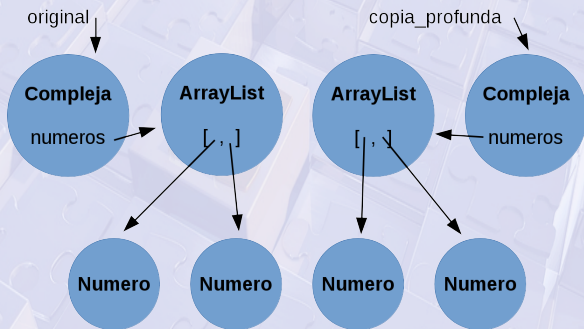 original
copia_profunda
Compleja
ArrayList
ArrayList
Compleja
numeros
[ , ]
[ , ]
numeros
Numero
Numero
Numero
Numero